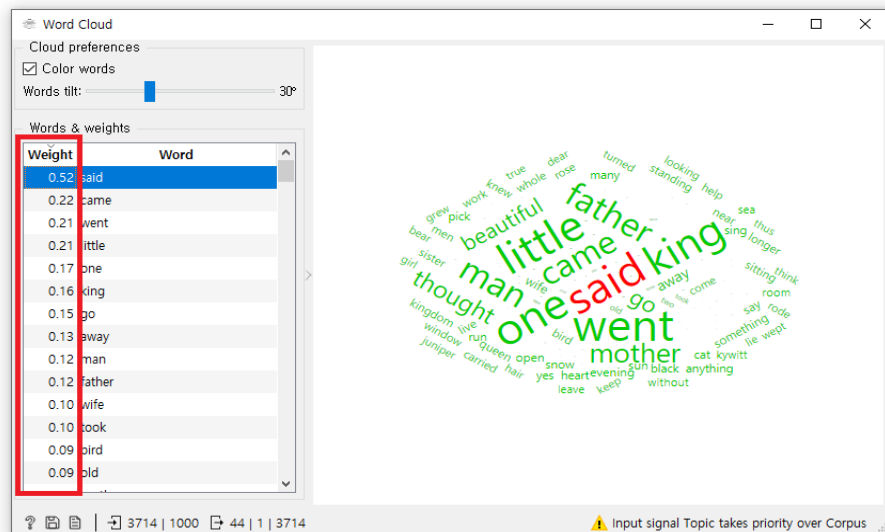 Word Cloud
Cloud preferences
Color words
Words tilt: 30°
Words & weights
Weight Word
0.52 said
0.22 came
0.21 went
0.21 little
0.17 one
0.16 king
0.15 go
0.13 away
0.12 man
0.12 father
0.10 wife
0.10 took
0.09 bird
0.09 old
dear
turned
looking
true
rose
many
standing
help
whole
knew
work
grew
pick
beautiful
father
near
sea
thus
men
bear
little
king
sing
longer
sister
came
girl
man
said
away
sitting
think
thought
wife
go
come
room
one
old
two
took
say
rode
kingdom
live
went
something
window
run
bird
lie
wept
juniper
queen
open
mother
cat
kywitt
carried
hair
snow
sun
black
anything
yes
heart
evening
without
leave
keep
? 3714 | 1000 44 | 1 | 3714
Input signal Topic takes priority over Corpus